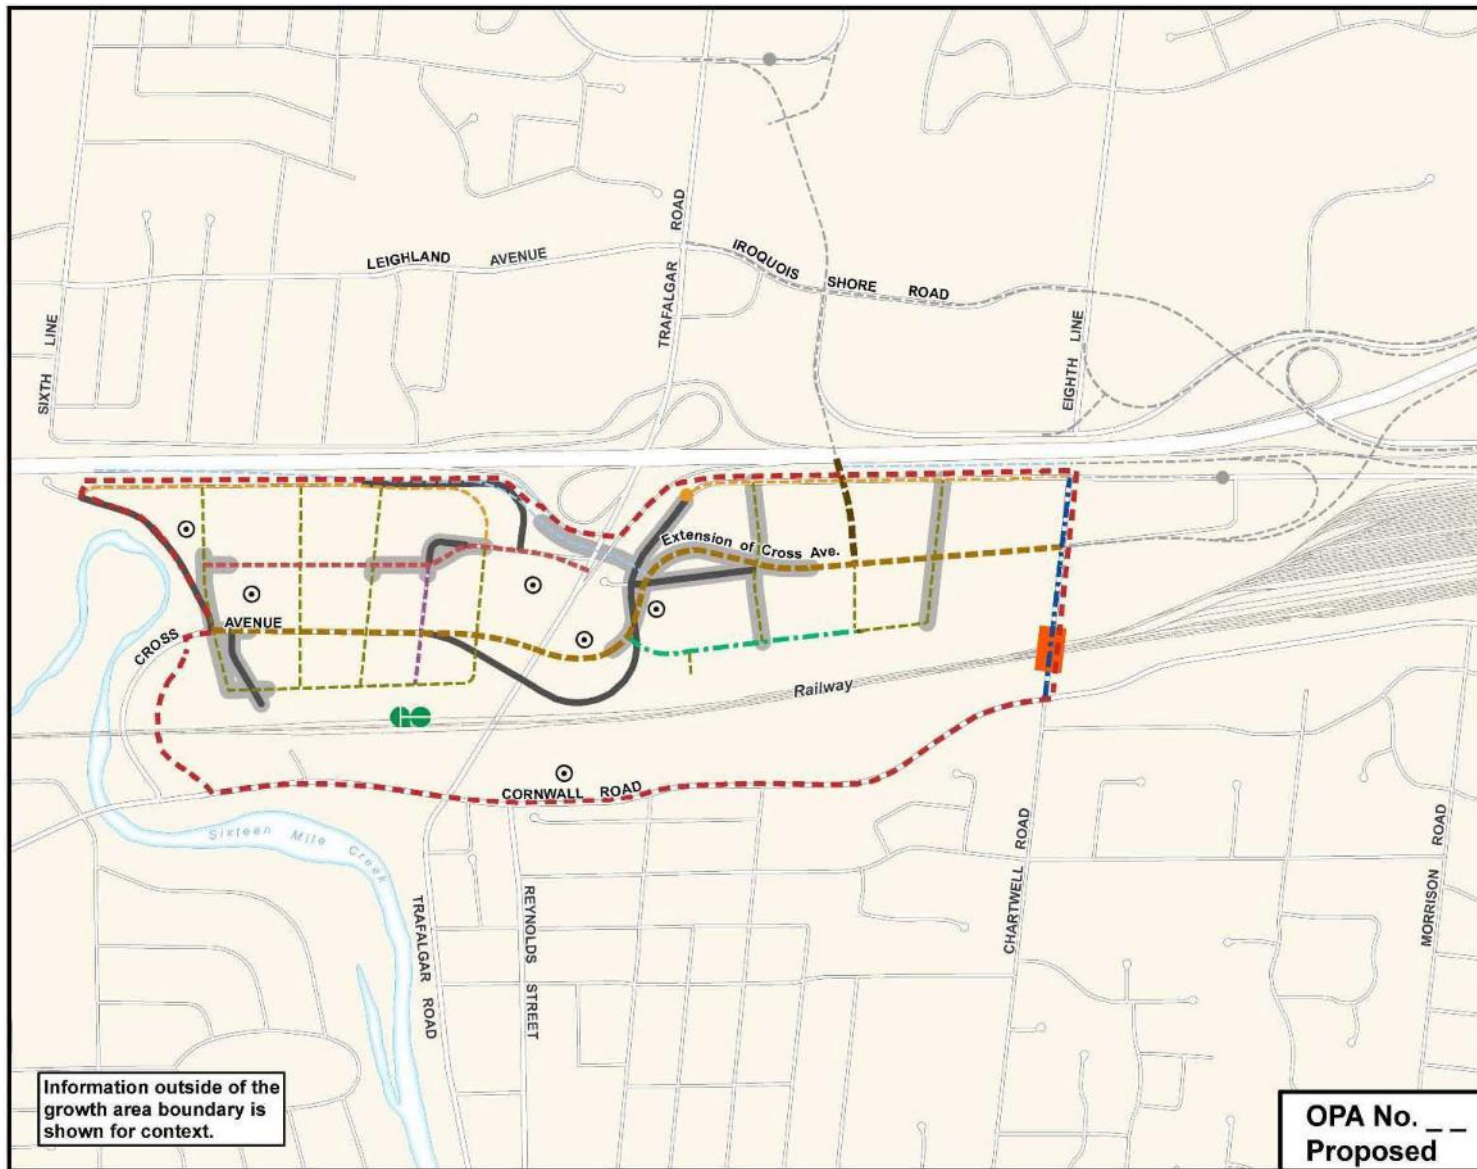 ROAD
TRAFALGAR
LEIGHLAND AVENUE
IROQUOIS
SHORE ROAD
SIXTH LINE
EIGHTH LINE
Extension of Cross Ave.
CROSS
AVENUE
Railway
GO
CORNWALL ROAD
Sixteen Mile Creek
TRAFALGAR ROAD
REYNOLDS STREET
CHARTWELL ROAD
MORRISON ROAD
Information outside of the
growth area boundary is
shown for context.
OPA No. _ _
Proposed